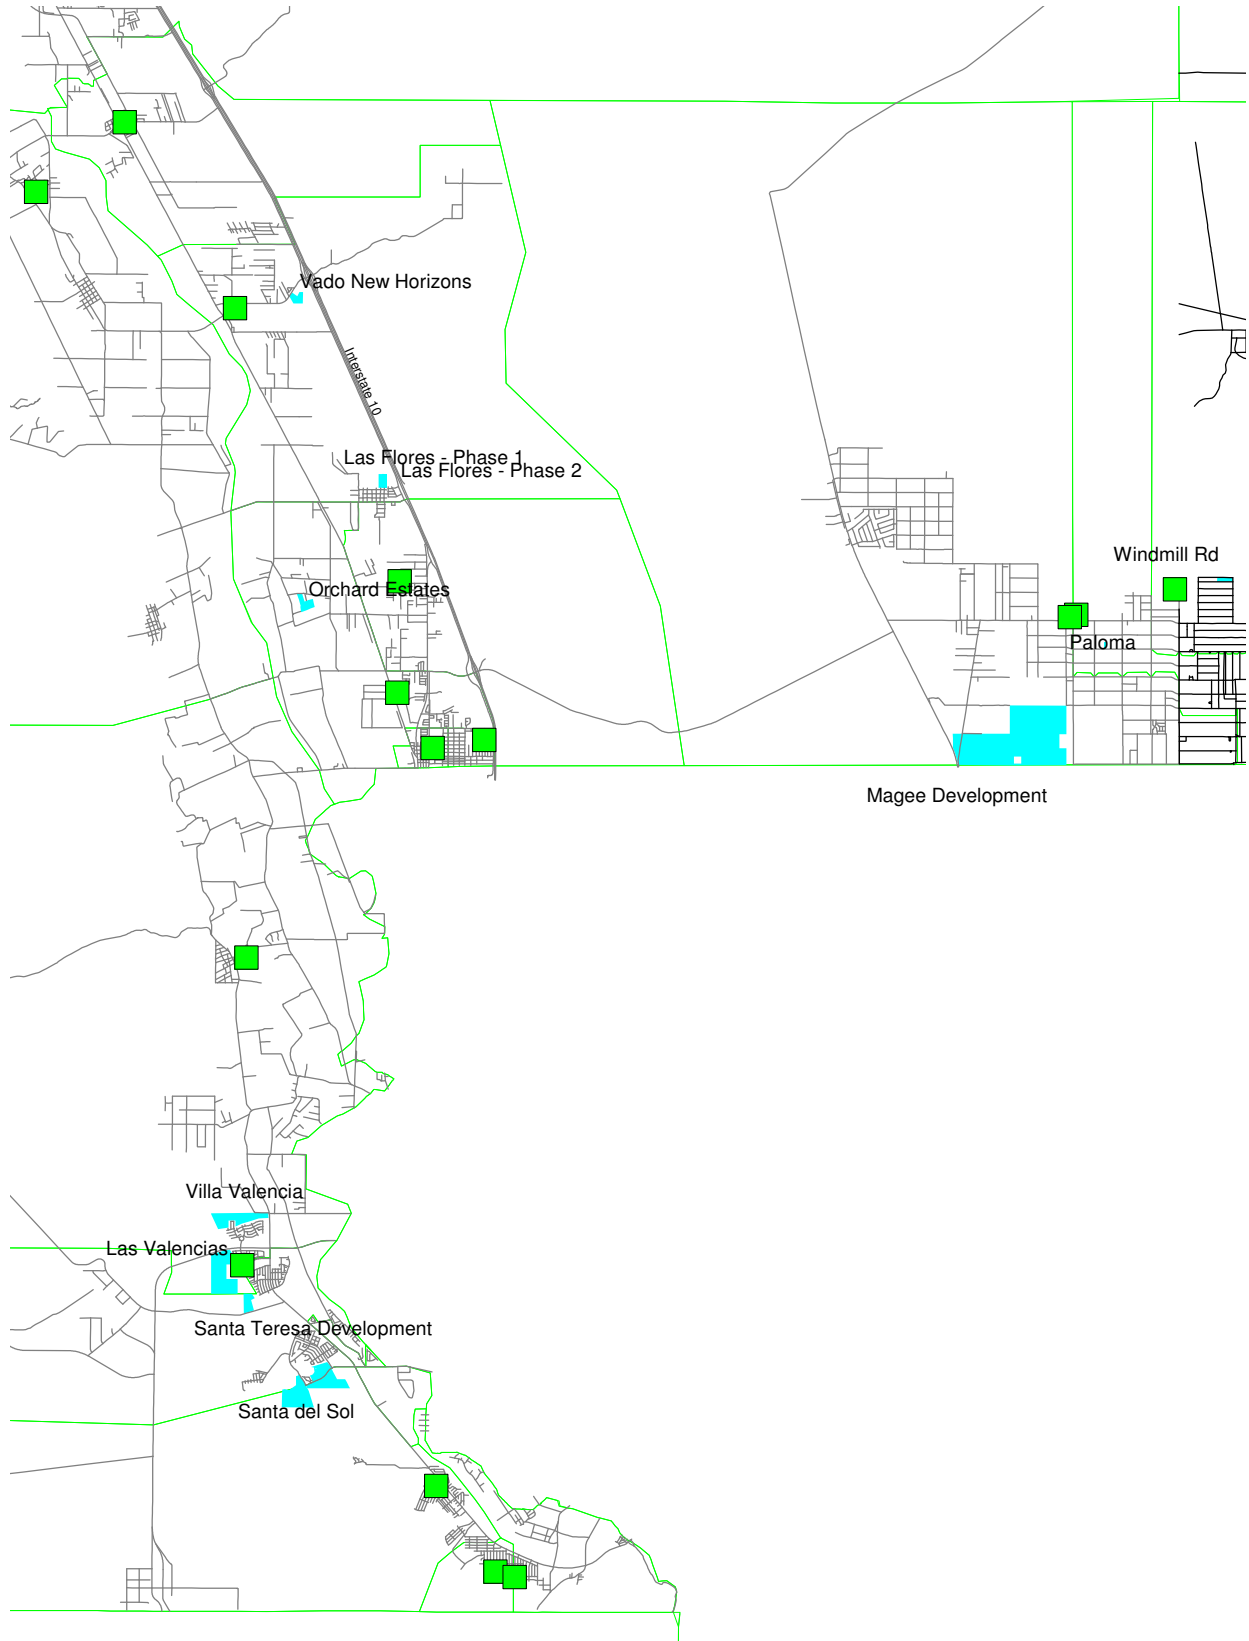 Vado New Horizons
Interstate 10
Las Flores - Phase 1
Las Flores - Phase 2
Windmill Rd
Orchard Estates
Paloma
Magee Development
Villa Valencia
Las Valencias
Santa Teresa Development
Santa del Sol